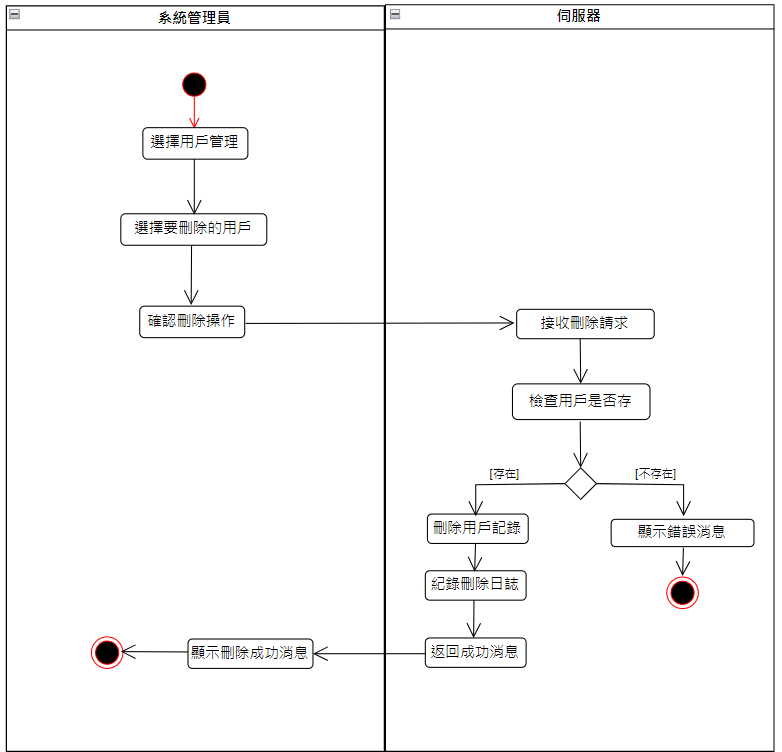 系統管理員
伺服器
選擇用戶管理
選擇要刪除的用戶
確認刪除操作
接收刪除請求
檢查用戶是否存
[存在]
[不存在]
刪除用戶記錄
顯示錯誤消息
紀錄刪除日誌
顯示刪除成功消息
返回成功消息